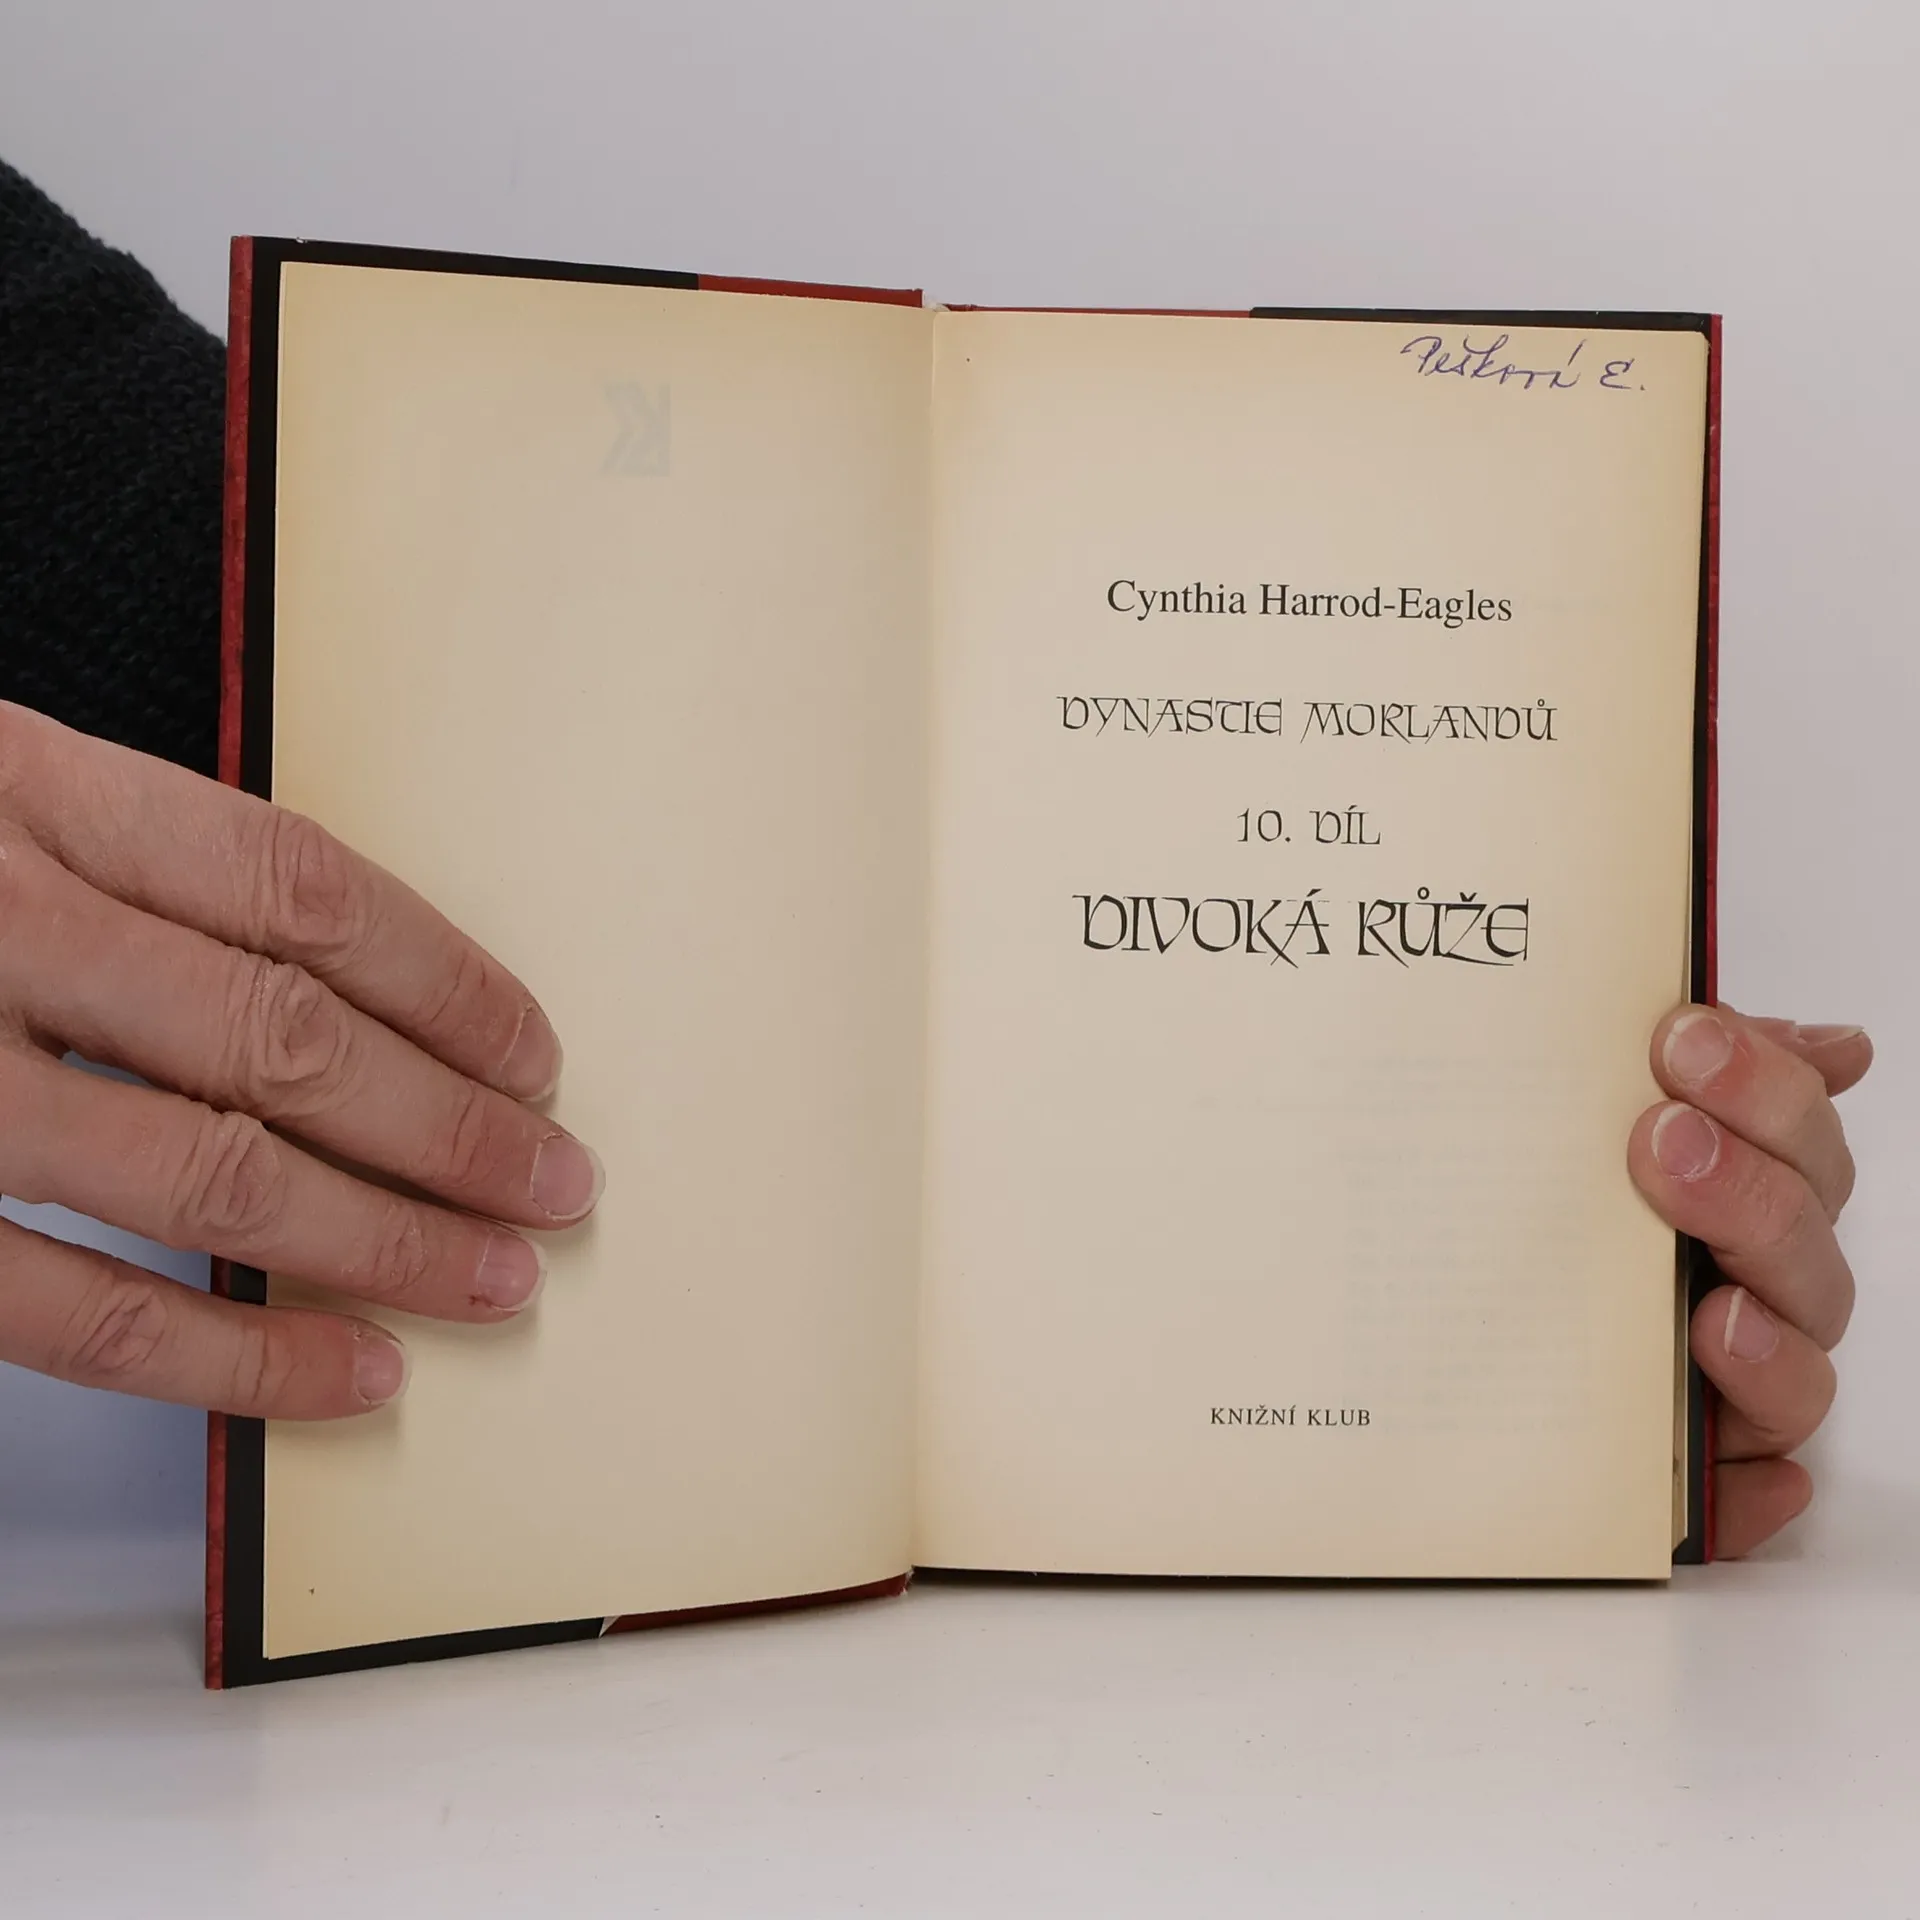 Pešková E.
Cynthia Harrod-Eagles
DYNASTIE MORLANDŮ
10. DÍL
DIVOKÁ RŮŽE
KNIŽNÍ KLUB